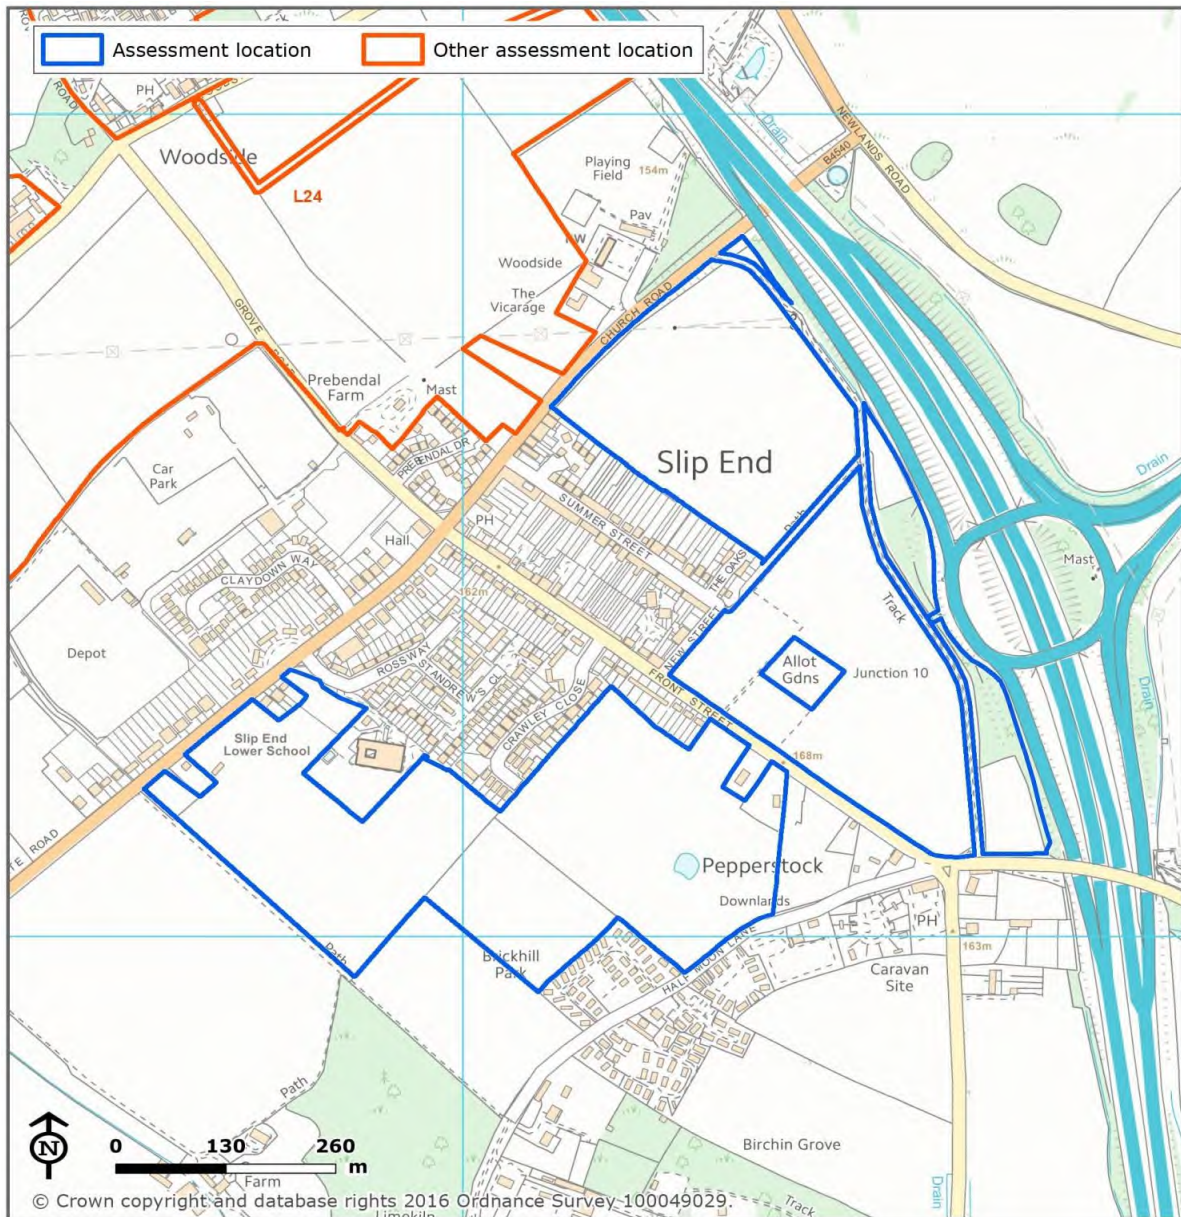 Assessment location
Other assessment location
PH
ROAD
Woodside
L24
Drain
NEWLANDS ROAD
B4540
Playing
Field
154m
Pav
Woodside
The
Vicarage
CHURCH ROAD
GROVE
Prebendal
Farm
Mast
PREBENDAL DR
Car
Park
Slip End
Drain
PH
SUMMER STREET
Path
Hall
CLAYDOWN WAY
THE OAKS
Mast
162m
NEW STREET
Track
Depot
ROSSWAY
ST ANDREW'S CL
Allot
Gdns
Junction 10
CRAWLEY CLOSE
FRONT STREET
Drain
Slip End
Lower School
168m
TE ROAD
Pepperstock
Downlands
PH
HALF MOON LANE
163m
Path
Brickhill
Park
Caravan
Site
Path
Birchin Grove
N
0 130 260
m
Farm
Track
Drain
© Crown copyright and database rights 2016 Ordnance Survey 100049029.